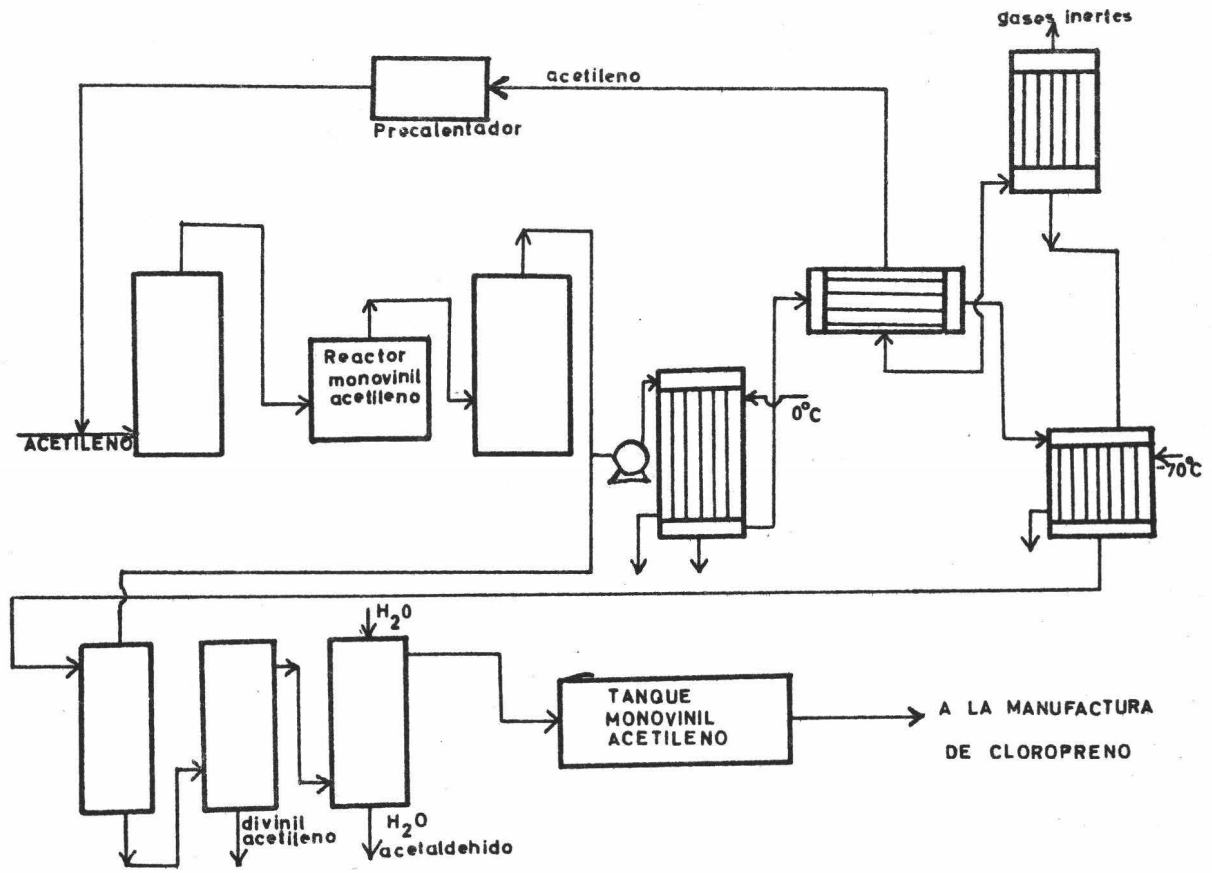 gases inertes
acetileno
Precalentador
Reactor
monovinil
acetileno
ACETILENO
0°C
-70°C
H2O
TANQUE
MONOVINIL
ACETILENO
A LA MANUFACTURA
DE CLOROPRENO
divinil
acetileno
H2O
acetaldehido